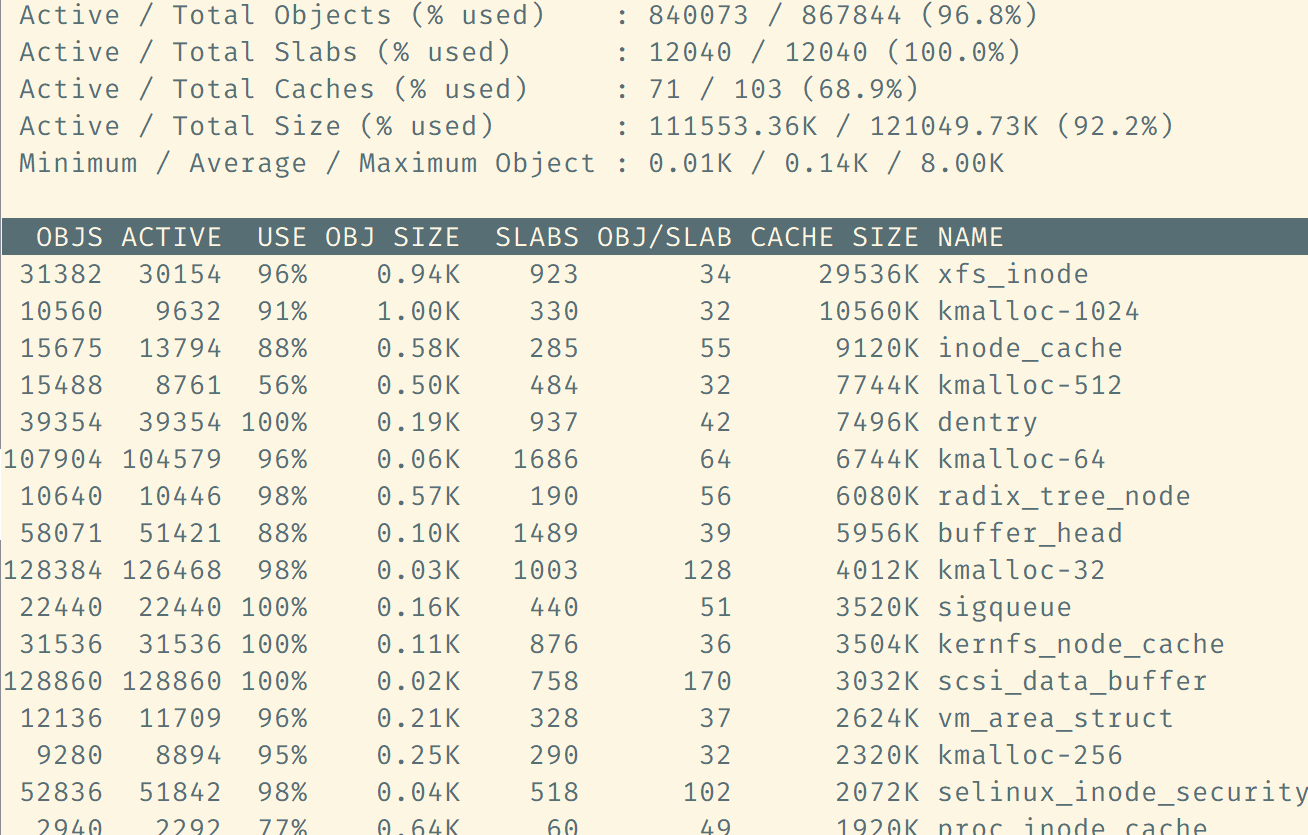 Active / Total Objects (% used)    : 840073 / 867844 (96.8%)
Active / Total Slabs (% used)      : 12040 / 12040 (100.0%)
Active / Total Caches (% used)     : 71 / 103 (68.9%)
Active / Total Size (% used)       : 111553.36K / 121049.73K (92.2%)
Minimum / Average / Maximum Object : 0.01K / 0.14K / 8.00K
  OBJS ACTIVE  USE OBJ SIZE  SLABS OBJ/SLAB CACHE SIZE NAME
 31382  30154  96%    0.94K    923       34     29536K xfs_inode
 10560   9632  91%    1.00K    330       32     10560K kmalloc-1024
 15675  13794  88%    0.58K    285       55      9120K inode_cache
 15488   8761  56%    0.50K    484       32      7744K kmalloc-512
 39354  39354 100%    0.19K    937       42      7496K dentry
107904 104579  96%    0.06K   1686       64      6744K kmalloc-64
 10640  10446  98%    0.57K    190       56      6080K radix_tree_node
 58071  51421  88%    0.10K   1489       39      5956K buffer_head
128384 126468  98%    0.03K   1003      128      4012K kmalloc-32
 22440  22440 100%    0.16K    440       51      3520K sigqueue
 31536  31536 100%    0.11K    876       36      3504K kernfs_node_cache
128860 128860 100%    0.02K    758      170      3032K scsi_data_buffer
 12136  11709  96%    0.21K    328       37      2624K vm_area_struct
  9280   8894  95%    0.25K    290       32      2320K kmalloc-256
 52836  51842  98%    0.04K    518      102      2072K selinux_inode_security
  2940   2292  77%    0.64K     60       49      1920K proc_inode_cache